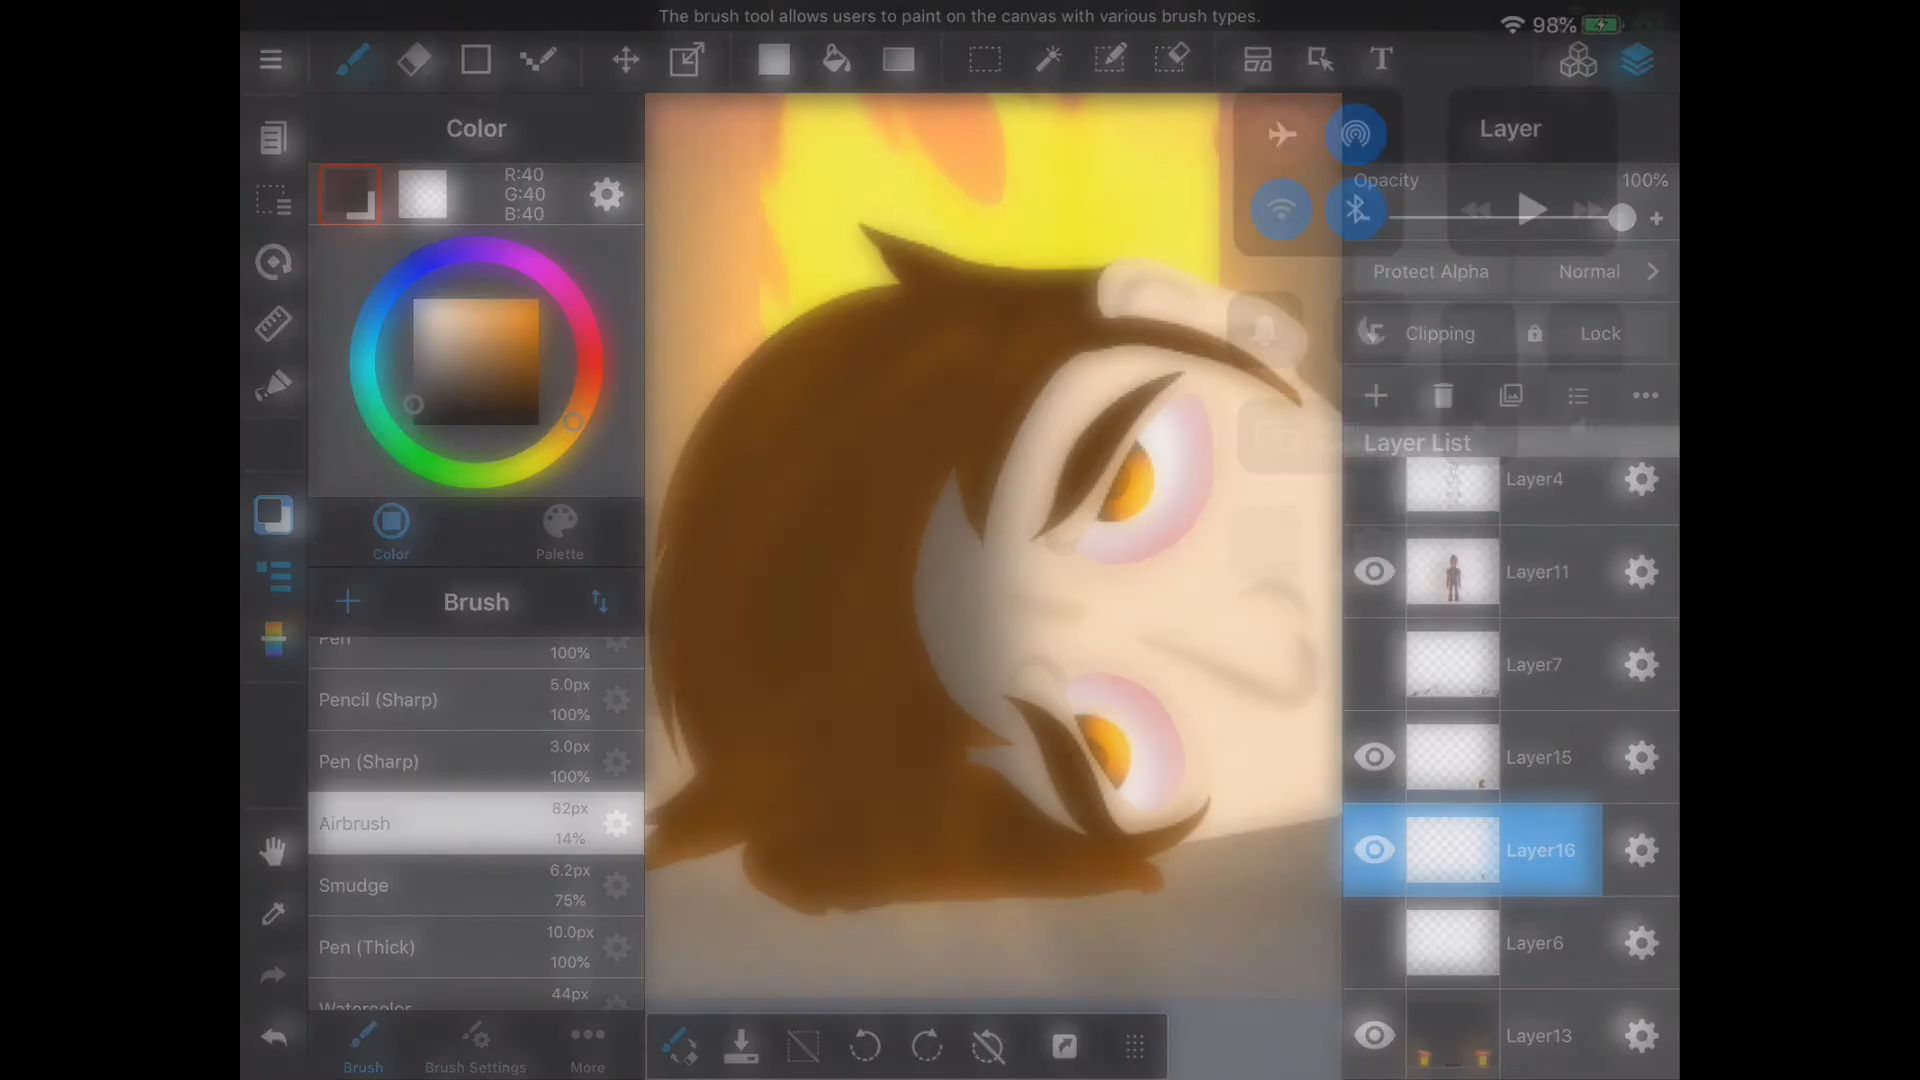 The brush tool allows users to paint on the canvas with various brush types.
98%
T
Color
Layer
R:40
G:40
B:40
Opacity
100%
Protect Alpha
Normal
Clipping
Lock
Layer List
Layer4
Color
Palette
Layer11
Brush
Pen
100%
Layer7
Pencil (Sharp)
5.0px
100%
Pen (Sharp)
3.0px
100%
Layer15
Airbrush
82px
14%
Layer16
Smudge
6.2px
75%
Pen (Thick)
10.0px
100%
Layer6
Watercolor
44px
Layer13
Brush
Brush Settings
More